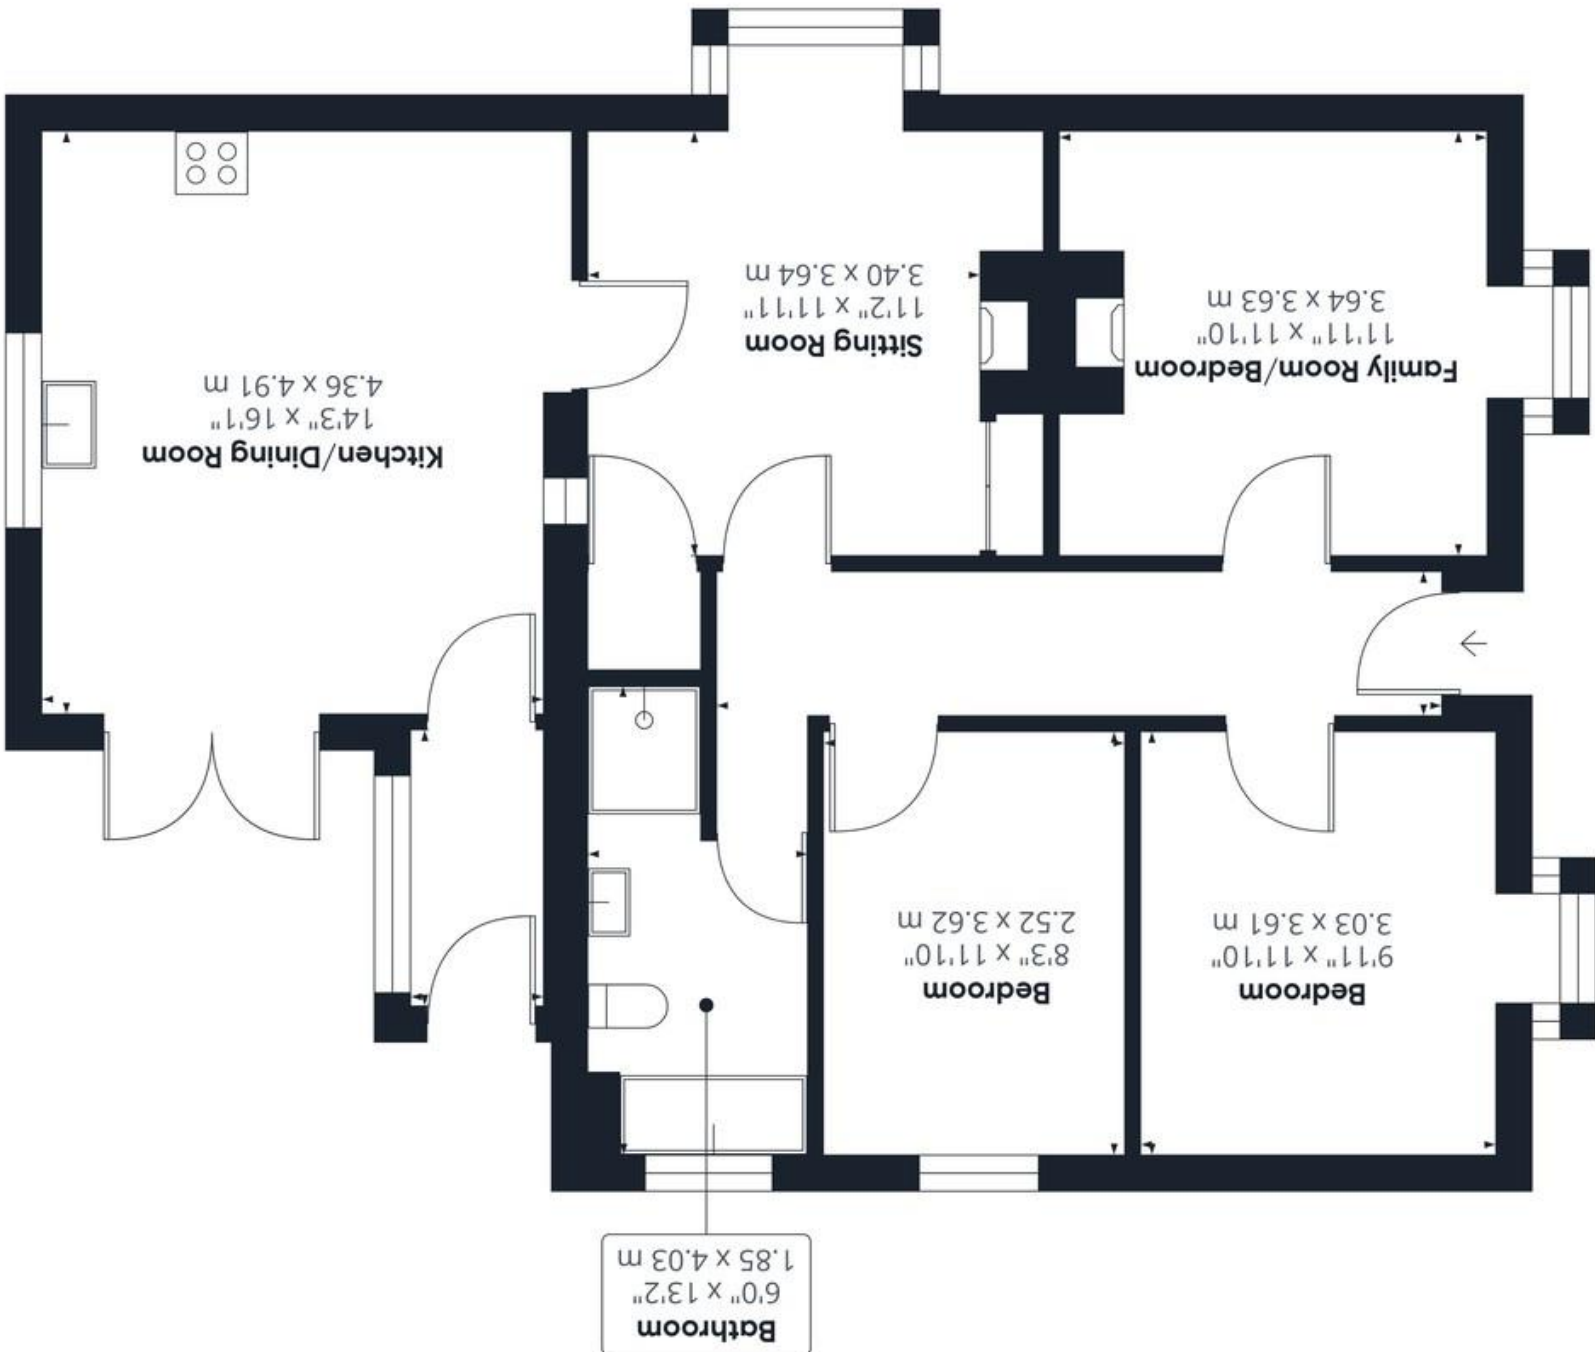 Bathroom
6'0" x 13'2"
1.85 x 4.03 m
Bedroom
9'11" x 11'10"
3.03 x 3.61 m
Bedroom
8'3" x 11'10"
2.52 x 3.62 m
Kitchen/Dining Room
14'3" x 16'1"
4.36 x 4.91 m
Family Room/Bedroom
11'11" x 11'10"
3.64 x 3.63 m
Sitting Room
11'2" x 11'11"
3.40 x 3.64 m